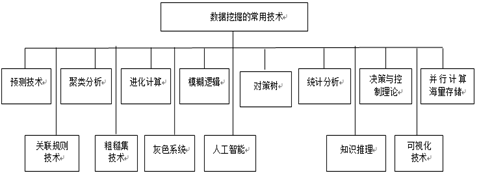 数据挖掘的常用技术
预测技术
聚类分析
进化计算
模糊逻辑
对策树
统计分析
决策与控
制理论
并行计算
海量存储
关联规则
技术
粗糙集
技术
灰色系统
人工智能
知识推理
可视化
技术